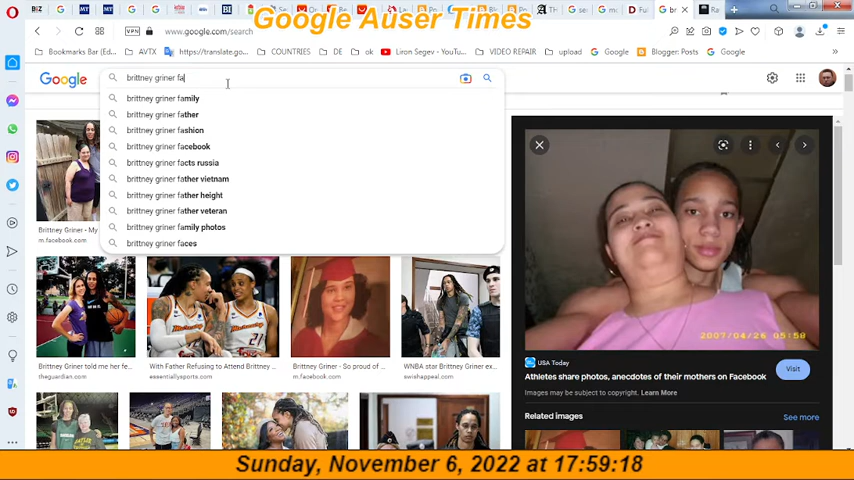 Google Auser Times
www.google.com/search
VPN
Bookmarks Bar (Ed...
AVTX
https://translate.go...
COUNTRIES
DE
ok
Liron Segev - YouTu...
VIDEO REPAIR
upload
Google
Blogger: Posts
Google
Google
brittney griner fa
brittney griner family
brittney griner father
brittney griner fashion
brittney griner facebook
brittney griner facts russia
brittney griner father vietnam
brittney griner father height
brittney griner father veteran
brittney griner family photos
brittney griner faces
Brittney Griner - My
m.facebook.com
Brittney Griner told me her fe...
theguardian.com
With Father Refusing to Attend Brittney ...
essentiallysports.com
Brittney Griner - So proud of ...
m.facebook.com
WNBA star Brittney Griner ex...
swishappeal.com
2007/04/26 05:58
USA Today
Athletes share photos, anecdotes of their mothers on Facebook
Visit
Images may be subject to copyright. Learn More
Related images
See more
Sunday, November 6, 2022 at 17:59:18